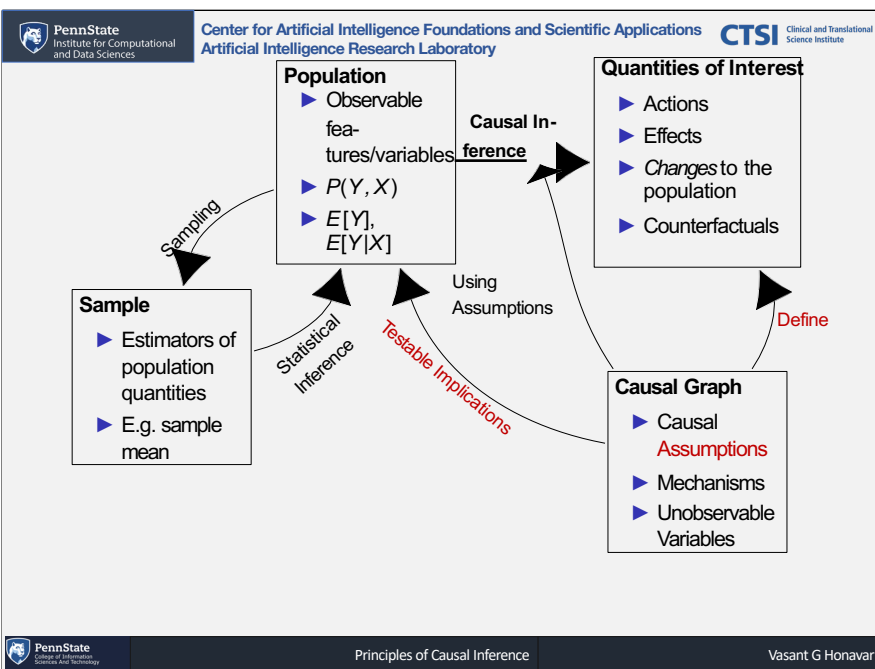 PennState
Institute for Computational
and Data Sciences
Center for Artificial Intelligence Foundations and Scientific Applications
Artificial Intelligence Research Laboratory
CTSI
Clinical and Translational
Science Institute
Population
▶ Observable
fea-
tures/variables
▶ P(Y, X)
▶ E[Y],
E[Y|X]
Causal In-
ference
Quantities of Interest
▶ Actions
▶ Effects
▶ Changes to the
population
▶ Counterfactuals
Sampling
Sample
▶ Estimators of
population
quantities
▶ E.g. sample
mean
Statistical
Inference
Using
Assumptions
Testable Implications
Define
Causal Graph
▶ Causal
Assumptions
▶ Mechanisms
▶ Unobservable
Variables
PennState
College of Information
Sciences And Technology
Principles of Causal Inference
Vasant G Honavar